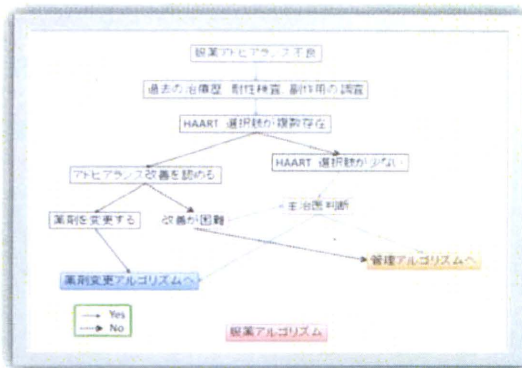 服薬アドヒアランス不良
過去の治療歴、耐性検査、副作用の調査
HAART 選択肢が複数存在
HAART 選択肢が少ない
アドヒアランス改善を認める
主治医判断
薬剤を変更する
改善が困難
管理アルゴリズムへ
薬剤変更アルゴリズムへ
Yes
No
服薬アルゴリズム